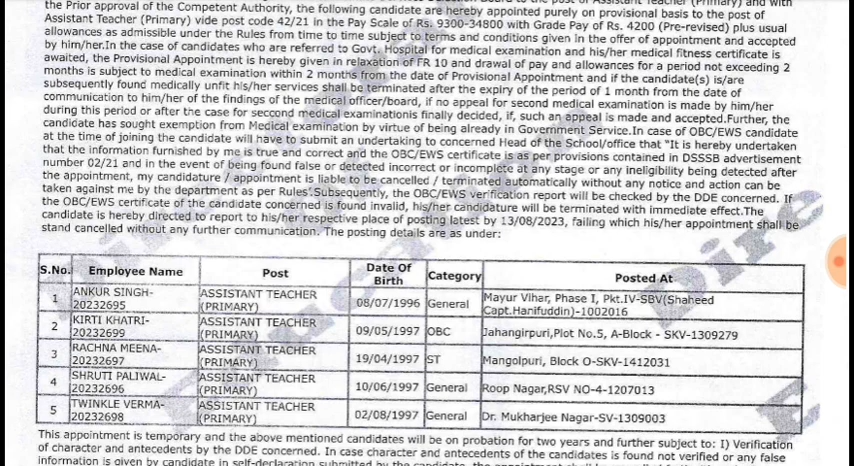 the Prior approval of the Competent Authority, the following candidate are hereby appointed purely on provisional basis to the post of
Assistant Teacher (Primary) vide post code 42/21 in the Pay Scale of Rs. 9300-34800 with Grade Pay of Rs. 4200 (Pre-revised) plus usual
allowances as admissible under the Rules from time to time subject to terms and conditions given in the offer of appointment and accepted
by him/her.In the case of candidates who are referred to Govt. Hospital for medical examination and his/her medical fitness certificate is
awaited, the Provisional Appointment is hereby given in relaxation of FR 10 and drawal of pay and allowances for a period not exceeding 2
months is subject to medical examination within 2 months from the date of Provisional Appointment and if the candidate(s) is/are
subsequently found medically unfit his/her services shall be terminated after the expiry of the period of 1 month from the date of
communication to him/her of the findings of the medical officer/board, if no appeal for second medical examination is made by him/her
during this period or after the case for seccond medical examinationis finally decided, if, such an appeal is made and accepted.Further, the
candidate has sought exemption from Medical examination by virtue of being already in Government Service.In case of OBC/EWS candidate
at the time of joining the candidate will have to submit an undertaking to concerned Head of the School/office that "It is hereby undertaken
that the information furnished by me is true and correct and the OBC/EWS certificate is as per provisions contained in DSSSB advertisement
number 02/21 and in the event of being found false or detected incorrect or incomplete at any stage or any ineligibility being detected after
the appointment, my candidature / appointment is liable to be cancelled / terminated automatically without any notice and action can be
taken against me by the department as per Rules'.Subsequently, the OBC/EWS verification report will be checked by the DDE concerned. If
the OBC/EWS certificate of the candidate concerned is found invalid, his/her candidature will be terminated with immediate effect.The
candidate is hereby directed to report to his/her respective place of posting latest by 13/08/2023, failing which his/her appointment shall be
stand cancelled without any further communication. The posting details are as under:
S.No. Employee Name Post Date Of Birth Category Posted At
1 ANKUR SINGH- 20232695 ASSISTANT TEACHER (PRIMARY) 08/07/1996 General Mayur Vihar, Phase I, Pkt.IV-SBV(Shaheed Capt.Hanifuddin)-1002016
2 KIRTI KHATRI- 20232699 ASSISTANT TEACHER (PRIMARY) 09/05/1997 OBC Jahangirpuri,Plot No.5, A-Block - SKV-1309279
3 RACHNA MEENA- 20232697 ASSISTANT TEACHER (PRIMARY) 19/04/1997 ST Mangolpuri, Block O-SKV-1412031
4 SHRUTI PALIWAL- 20232696 ASSISTANT TEACHER (PRIMARY) 10/06/1997 General Roop Nagar,RSV NO-4-1207013
5 TWINKLE VERMA- 20232698 ASSISTANT TEACHER (PRIMARY) 02/08/1997 General Dr. Mukharjee Nagar-SV-1309003
This appointment is temporary and the above mentioned candidates will be on probation for two years and further subject to: I) Verification
of character and antecedents by the DDE concerned. In case character and antecedents of the candidates is found not verified or any false
information is given by candidate in self-declaration submitted by the candidate, the